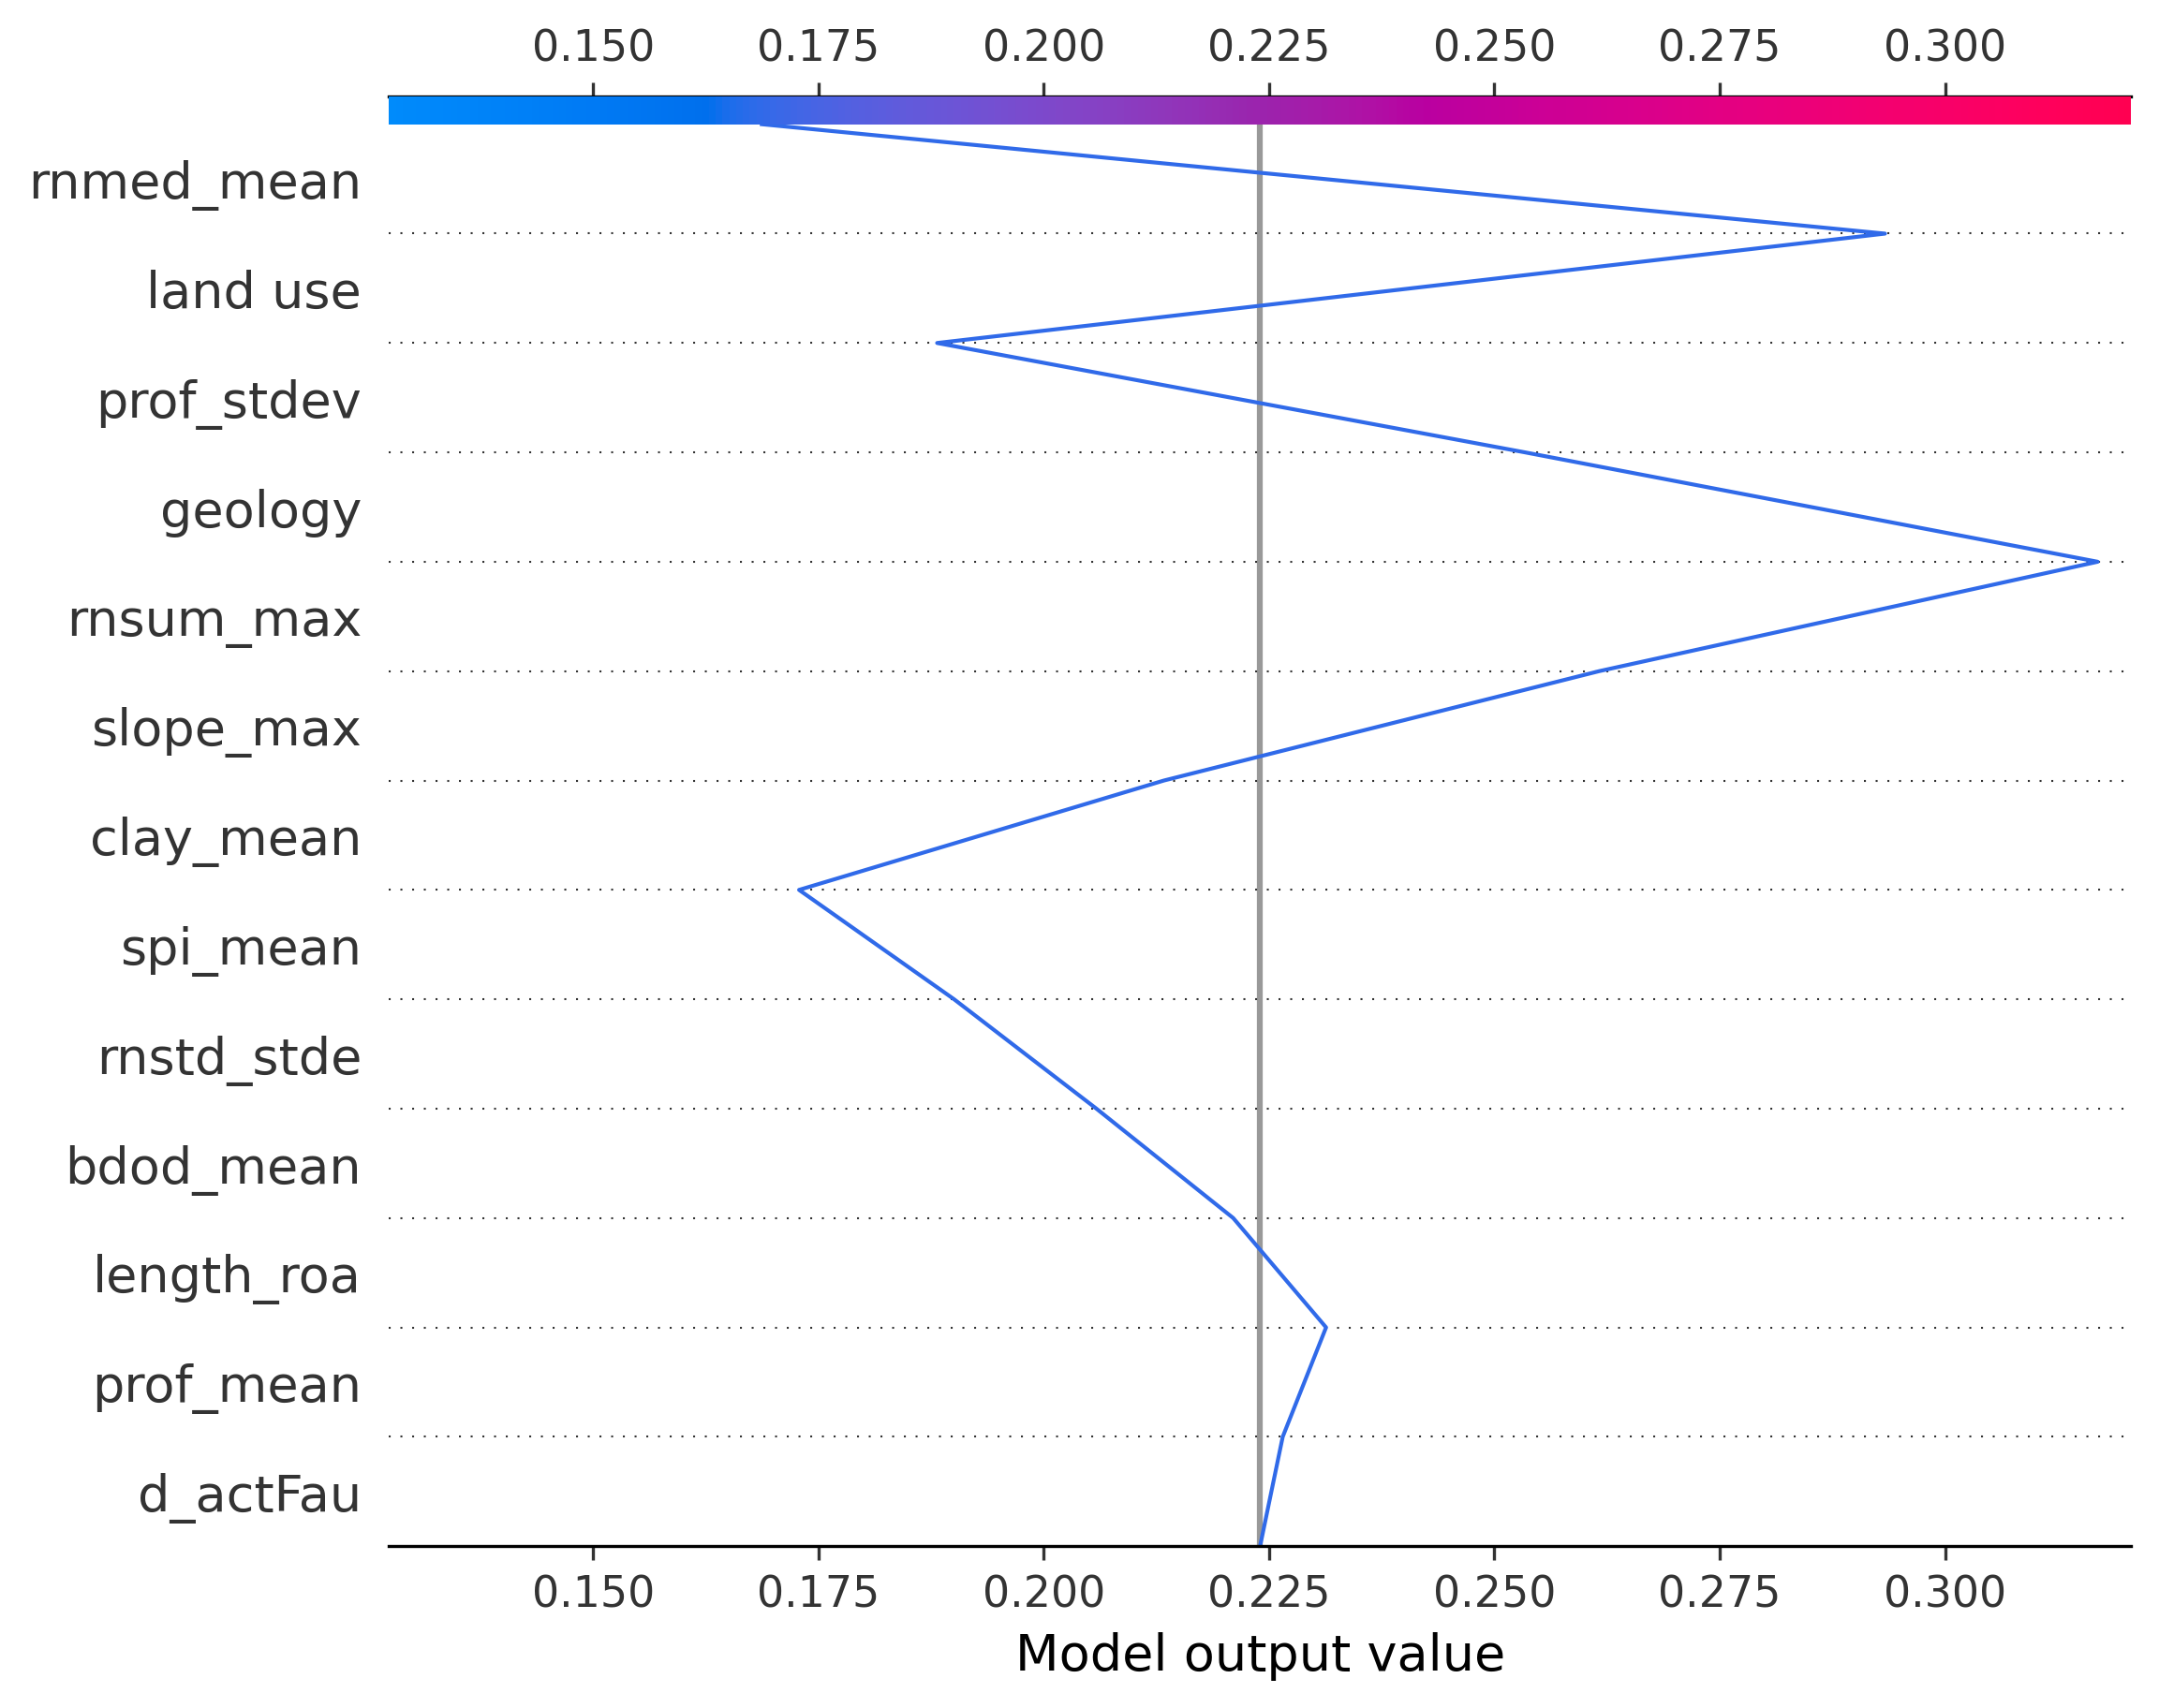 0.150 0.175 0.200 0.225 0.250 0.275 0.300
rnmed_mean
land use
prof_stdev
geology
rnsum_max
slope_max
clay_mean
spi_mean
rnstd_stde
bdod_mean
length_roa
prof_mean
d_actFau
0.150 0.175 0.200 0.225 0.250 0.275 0.300
Model output value